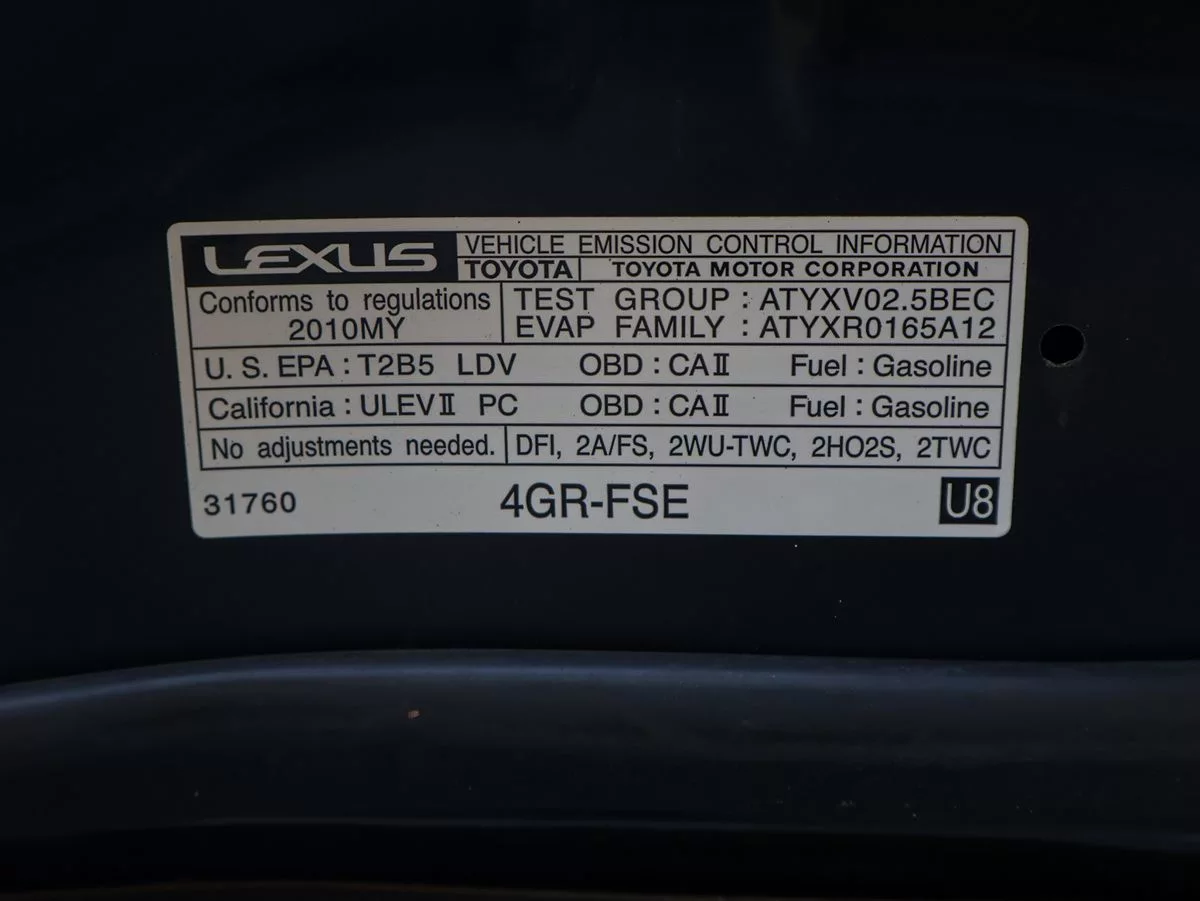 LEXUS VEHICLE EMISSION CONTROL INFORMATION
TOYOTA TOYOTA MOTOR CORPORATION
Conforms to regulations TEST GROUP : ATYXV02.5BEC
2010MY EVAP FAMILY : ATYXR0165A12
U. S. EPA : T2B5 LDV OBD : CAⅡ Fuel : Gasoline
California : ULEVⅡ PC OBD : CAⅡ Fuel : Gasoline
No adjustments needed. DFI, 2A/FS, 2WU-TWC, 2HO2S, 2TWC
31760 4GR-FSE U8